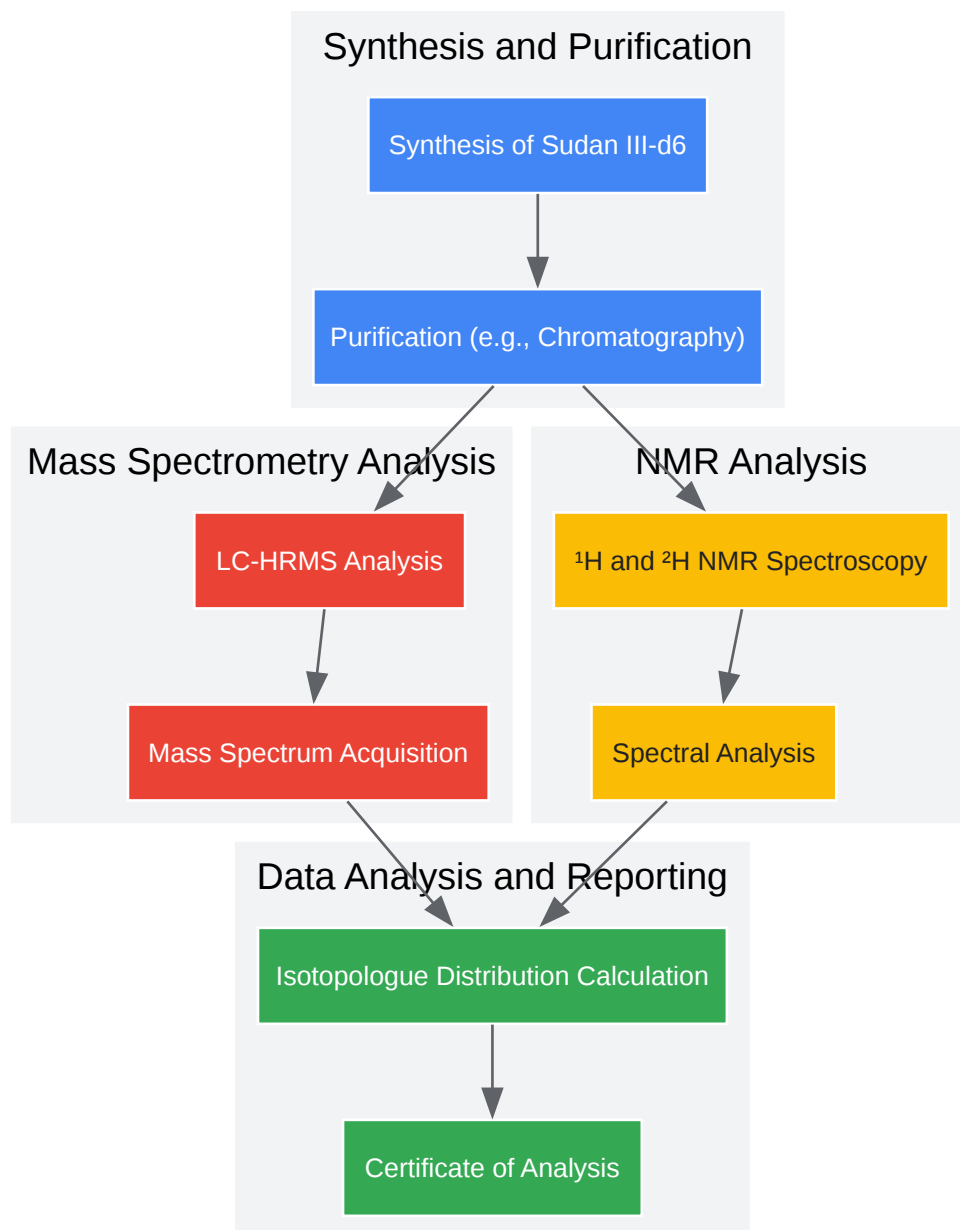 Synthesis and Purification
Synthesis of Sudan III-d6
Purification (e.g., Chromatography)
Mass Spectrometry Analysis
LC-HRMS Analysis
Mass Spectrum Acquisition
NMR Analysis
¹H and ²H NMR Spectroscopy
Spectral Analysis
Data Analysis and Reporting
Isotopologue Distribution Calculation
Certificate of Analysis